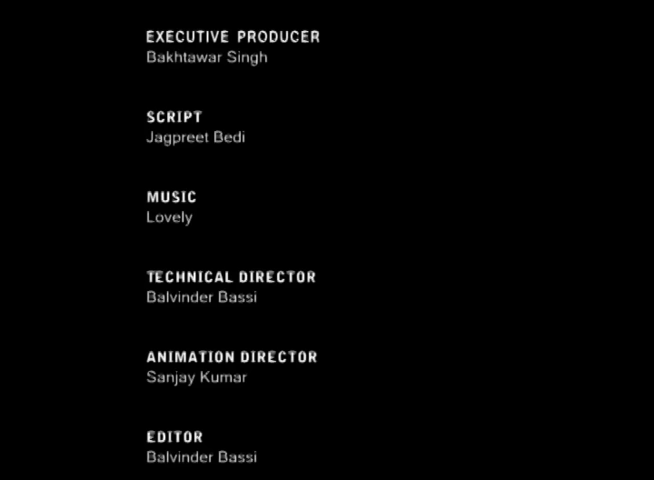 EXECUTIVE PRODUCER
Bakhtawar Singh
SCRIPT
Jagpreet Bedi
MUSIC
Lovely
TECHNICAL DIRECTOR
Balvinder Bassi
ANIMATION DIRECTOR
Sanjay Kumar
EDITOR
Balvinder Bassi